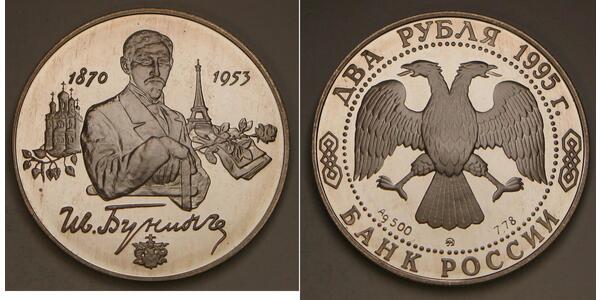 1870 1953
Ив. Бунинъ
ДВА РУБЛЯ 1995 г.
Ag 500 7,78
БАНК РОССИИ